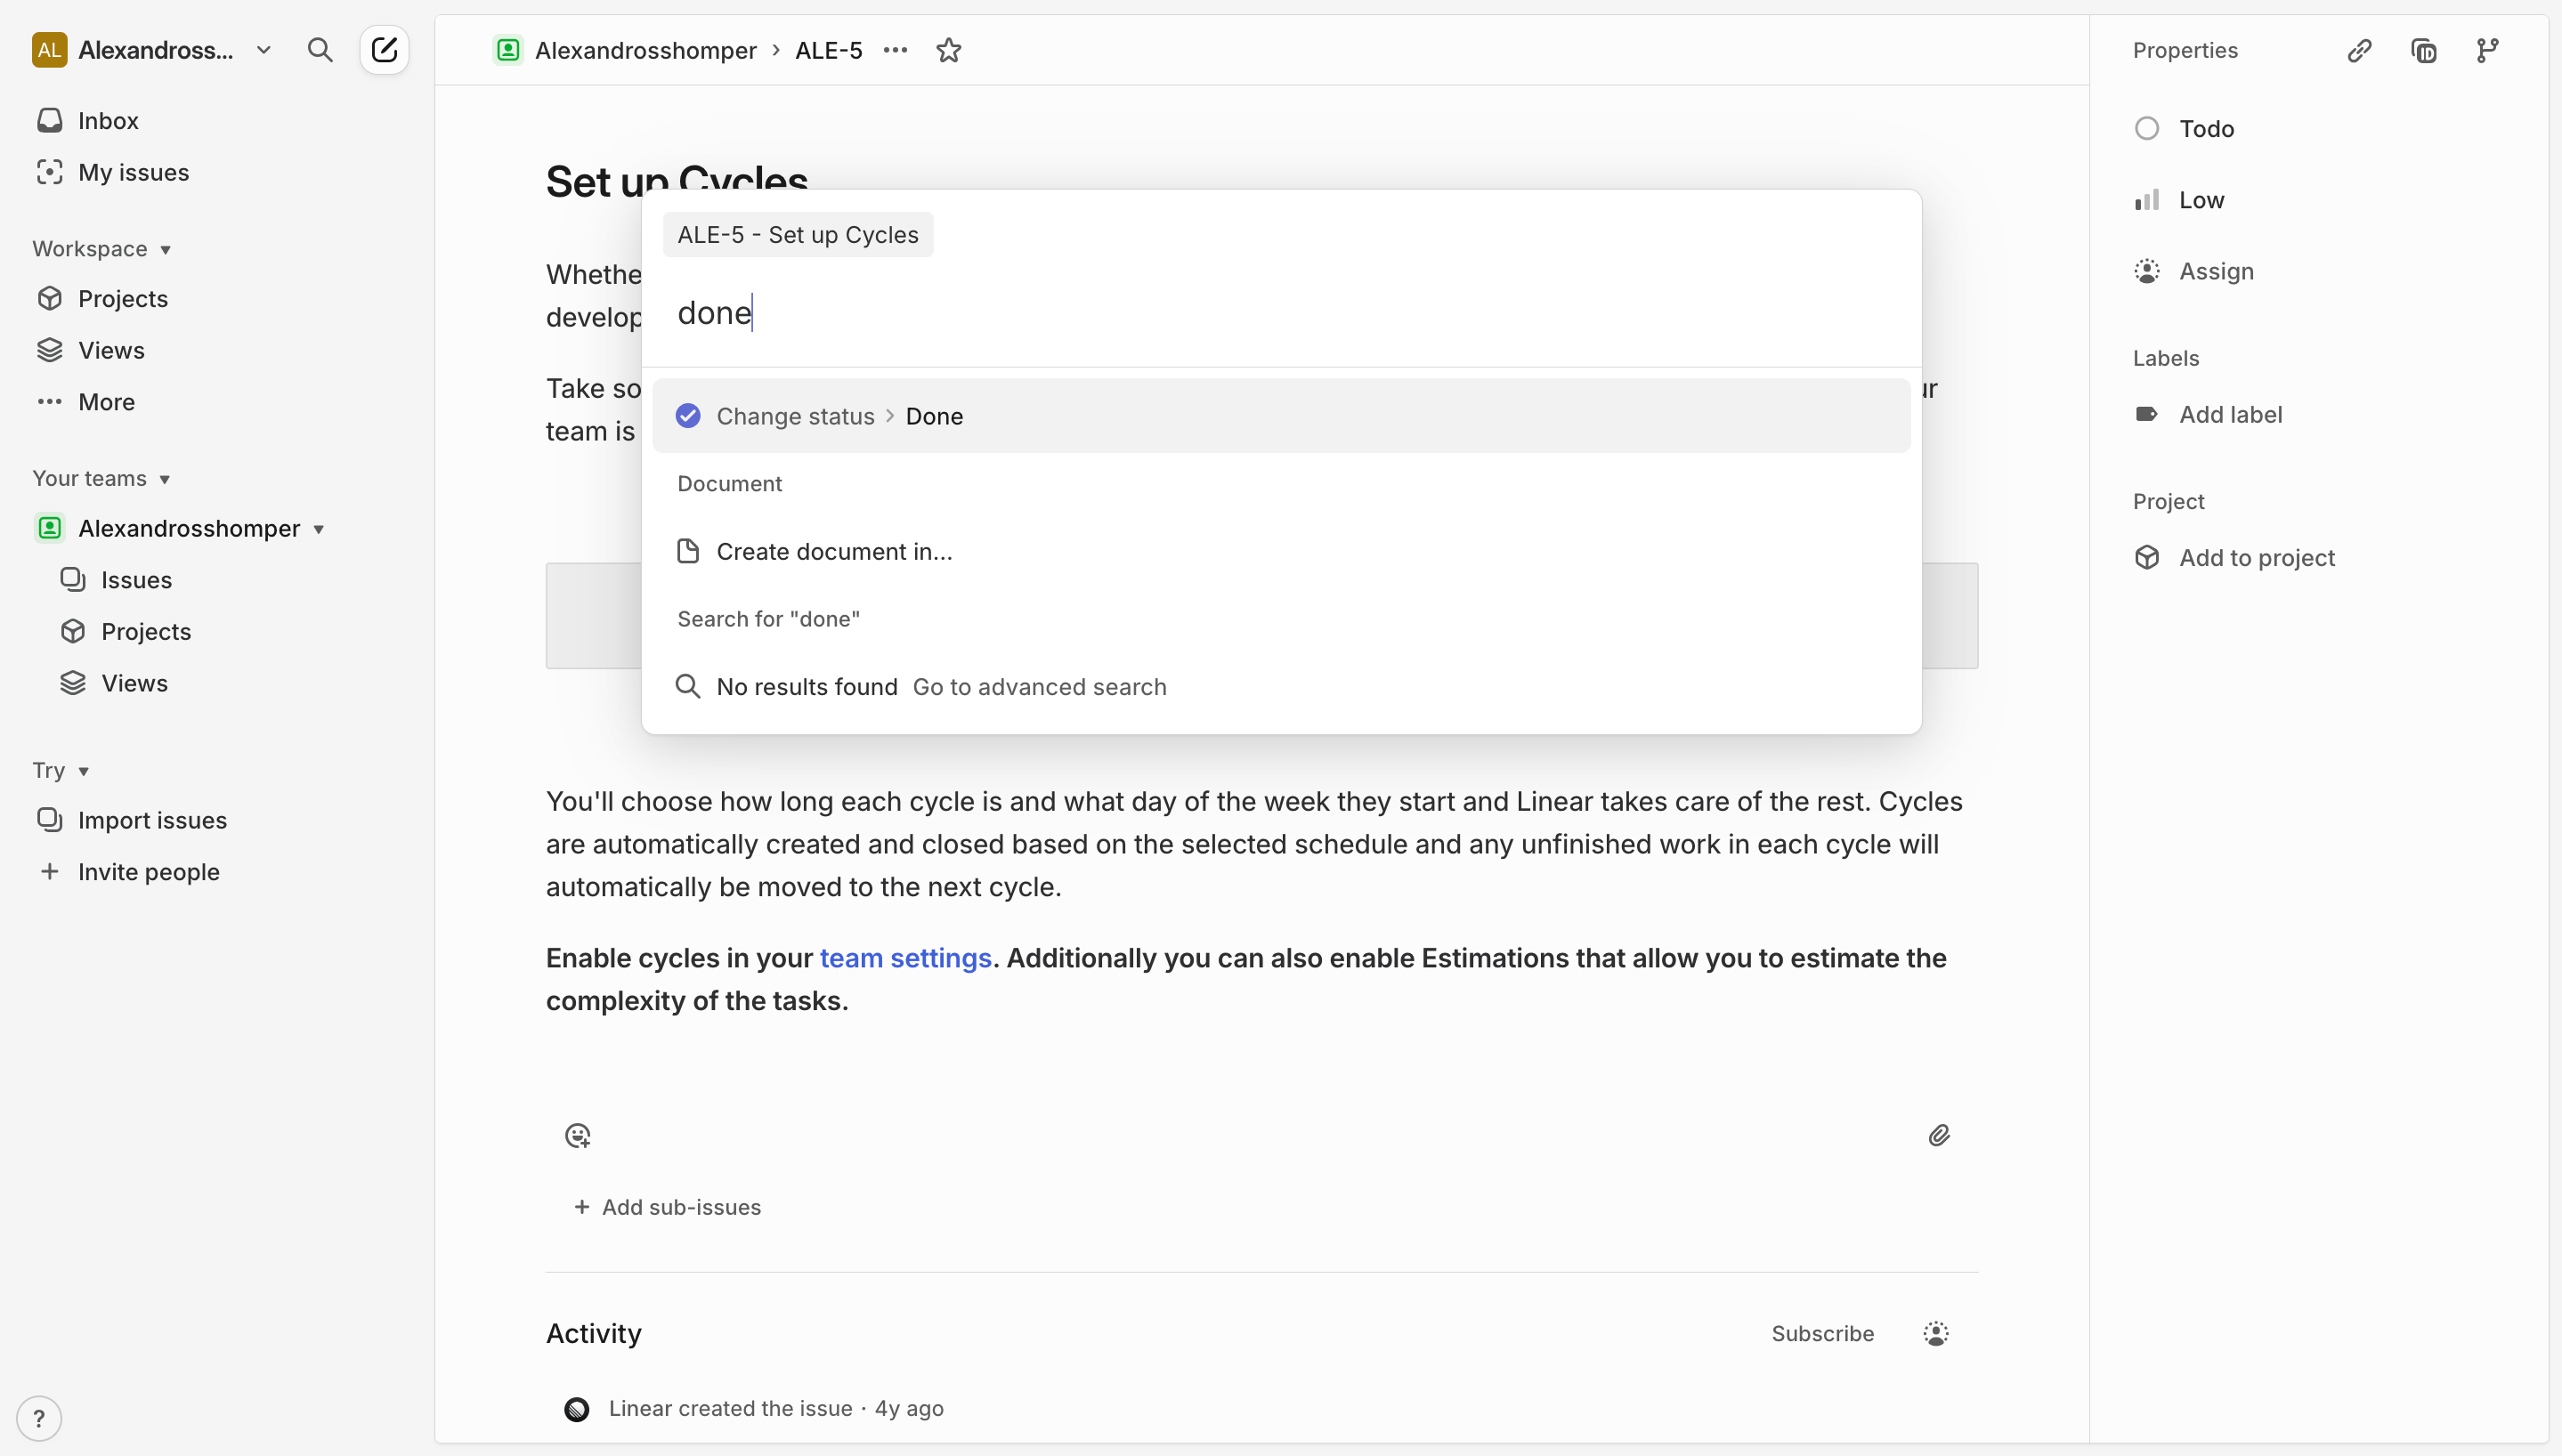 AL Alexandross...
Inbox
My issues
Workspace
Projects
Views
More
Your teams
Alexandrosshomper
Issues
Projects
Views
Try
Import issues
Invite people
?
Alexandrosshomper › ALE-5
Set up Cycles
Whethe
develop
Take so
ur
team is
ALE-5 - Set up Cycles
done
Change status › Done
Document
Create document in...
Search for "done"
No results found Go to advanced search
You'll choose how long each cycle is and what day of the week they start and Linear takes care of the rest. Cycles
are automatically created and closed based on the selected schedule and any unfinished work in each cycle will
automatically be moved to the next cycle.
Enable cycles in your team settings. Additionally you can also enable Estimations that allow you to estimate the
complexity of the tasks.
+ Add sub-issues
Activity
Subscribe
Linear created the issue · 4y ago
Properties
Todo
Low
Assign
Labels
Add label
Project
Add to project